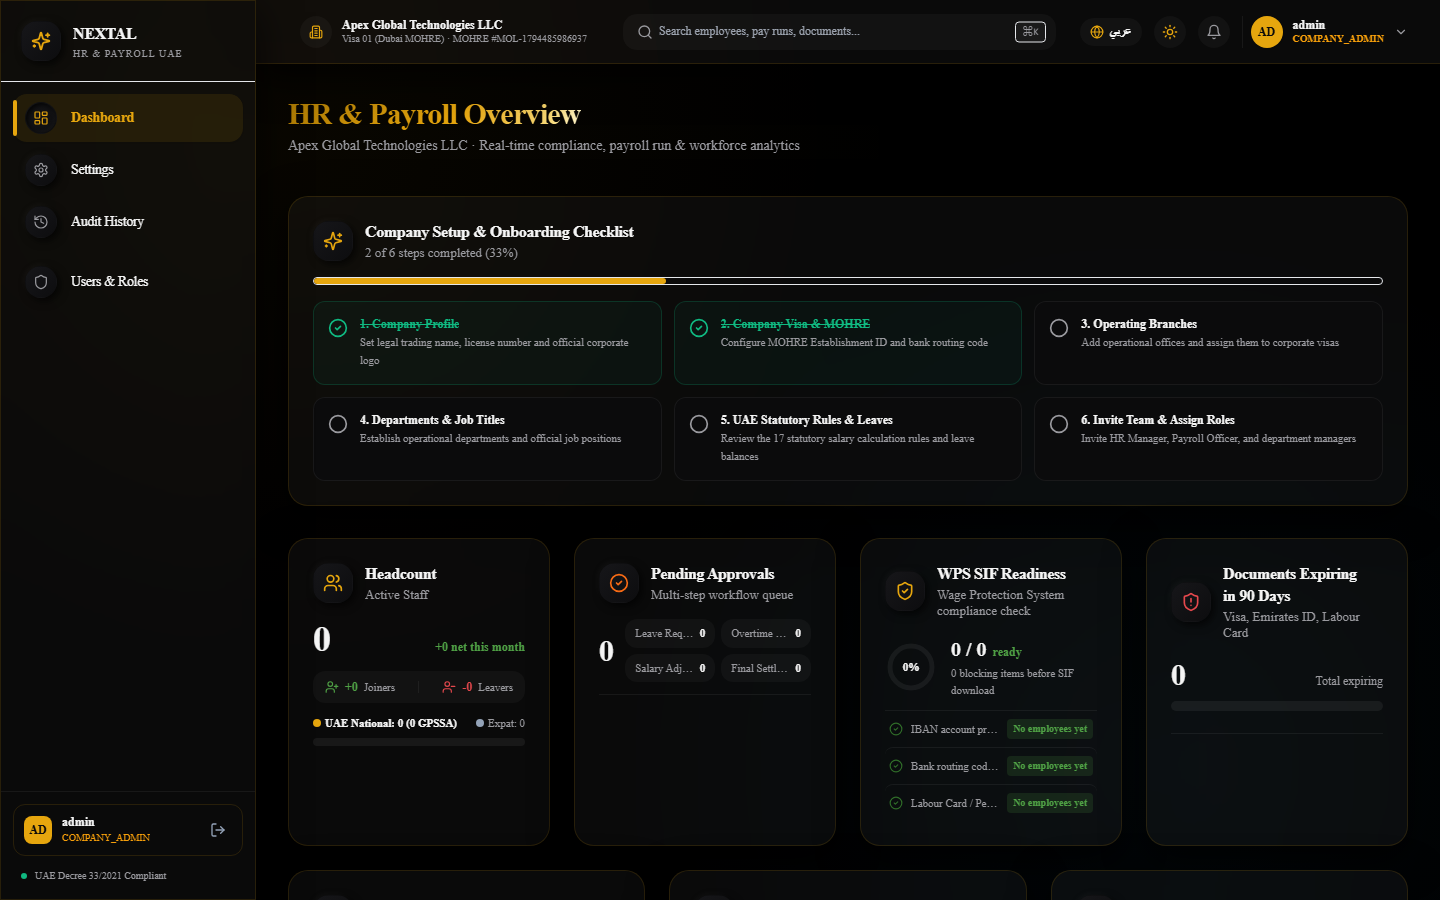 NEXTAL
HR & PAYROLL UAE
Dashboard
Settings
Audit History
Users & Roles
AD
admin
COMPANY_ADMIN
UAE Decree 33/2021 Compliant
Apex Global Technologies LLC
Visa 01 (Dubai MOHRE) · MOHRE #MOL-1794485986937
Search employees, pay runs, documents...
⌘K
عربي
AD
admin
COMPANY_ADMIN
HR & Payroll Overview
Apex Global Technologies LLC · Real-time compliance, payroll run & workforce analytics
Company Setup & Onboarding Checklist
2 of 6 steps completed (33%)
1. Company Profile
Set legal trading name, license number and official corporate
logo
2. Company Visa & MOHRE
Configure MOHRE Establishment ID and bank routing code
3. Operating Branches
Add operational offices and assign them to corporate visas
4. Departments & Job Titles
Establish operational departments and official job positions
5. UAE Statutory Rules & Leaves
Review the 17 statutory salary calculation rules and leave
balances
6. Invite Team & Assign Roles
Invite HR Manager, Payroll Officer, and department managers
Headcount
Active Staff
0
+0 net this month
+0 Joiners
-0 Leavers
UAE National: 0 (0 GPSSA)
Expat: 0
Pending Approvals
Multi-step workflow queue
0
Leave Req... 0
Overtime ... 0
Salary Adj... 0
Final Settl... 0
WPS SIF Readiness
Wage Protection System
compliance check
0%
0 / 0 ready
0 blocking items before SIF
download
IBAN account pr... No employees yet
Bank routing cod... No employees yet
Labour Card / Pe... No employees yet
Documents Expiring
in 90 Days
Visa, Emirates ID, Labour
Card
0
Total expiring